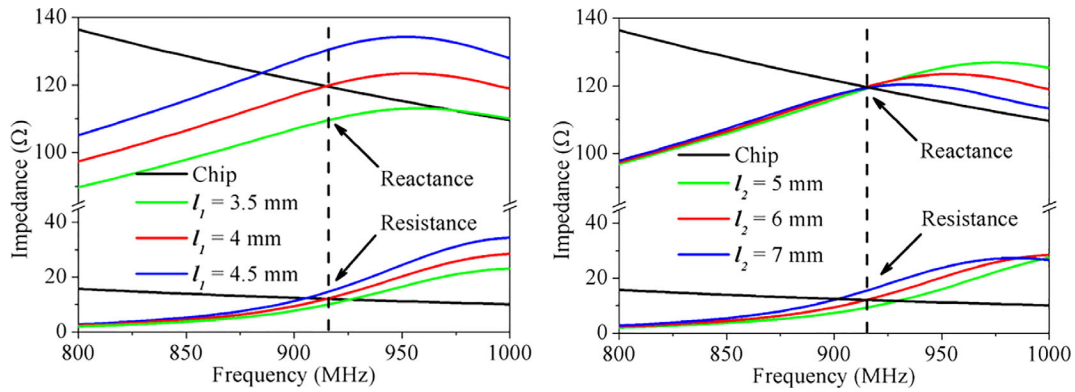 140
120
100
40
20
0
Impedance (Ω)
Chip
l1 = 3.5 mm
l1 = 4 mm
l1 = 4.5 mm
Reactance
Resistance
800 850 900 950 1000
Frequency (MHz)
140
120
100
40
20
0
Impedance (Ω)
Chip
l2 = 5 mm
l2 = 6 mm
l2 = 7 mm
Reactance
Resistance
800 850 900 950 1000
Frequency (MHz)